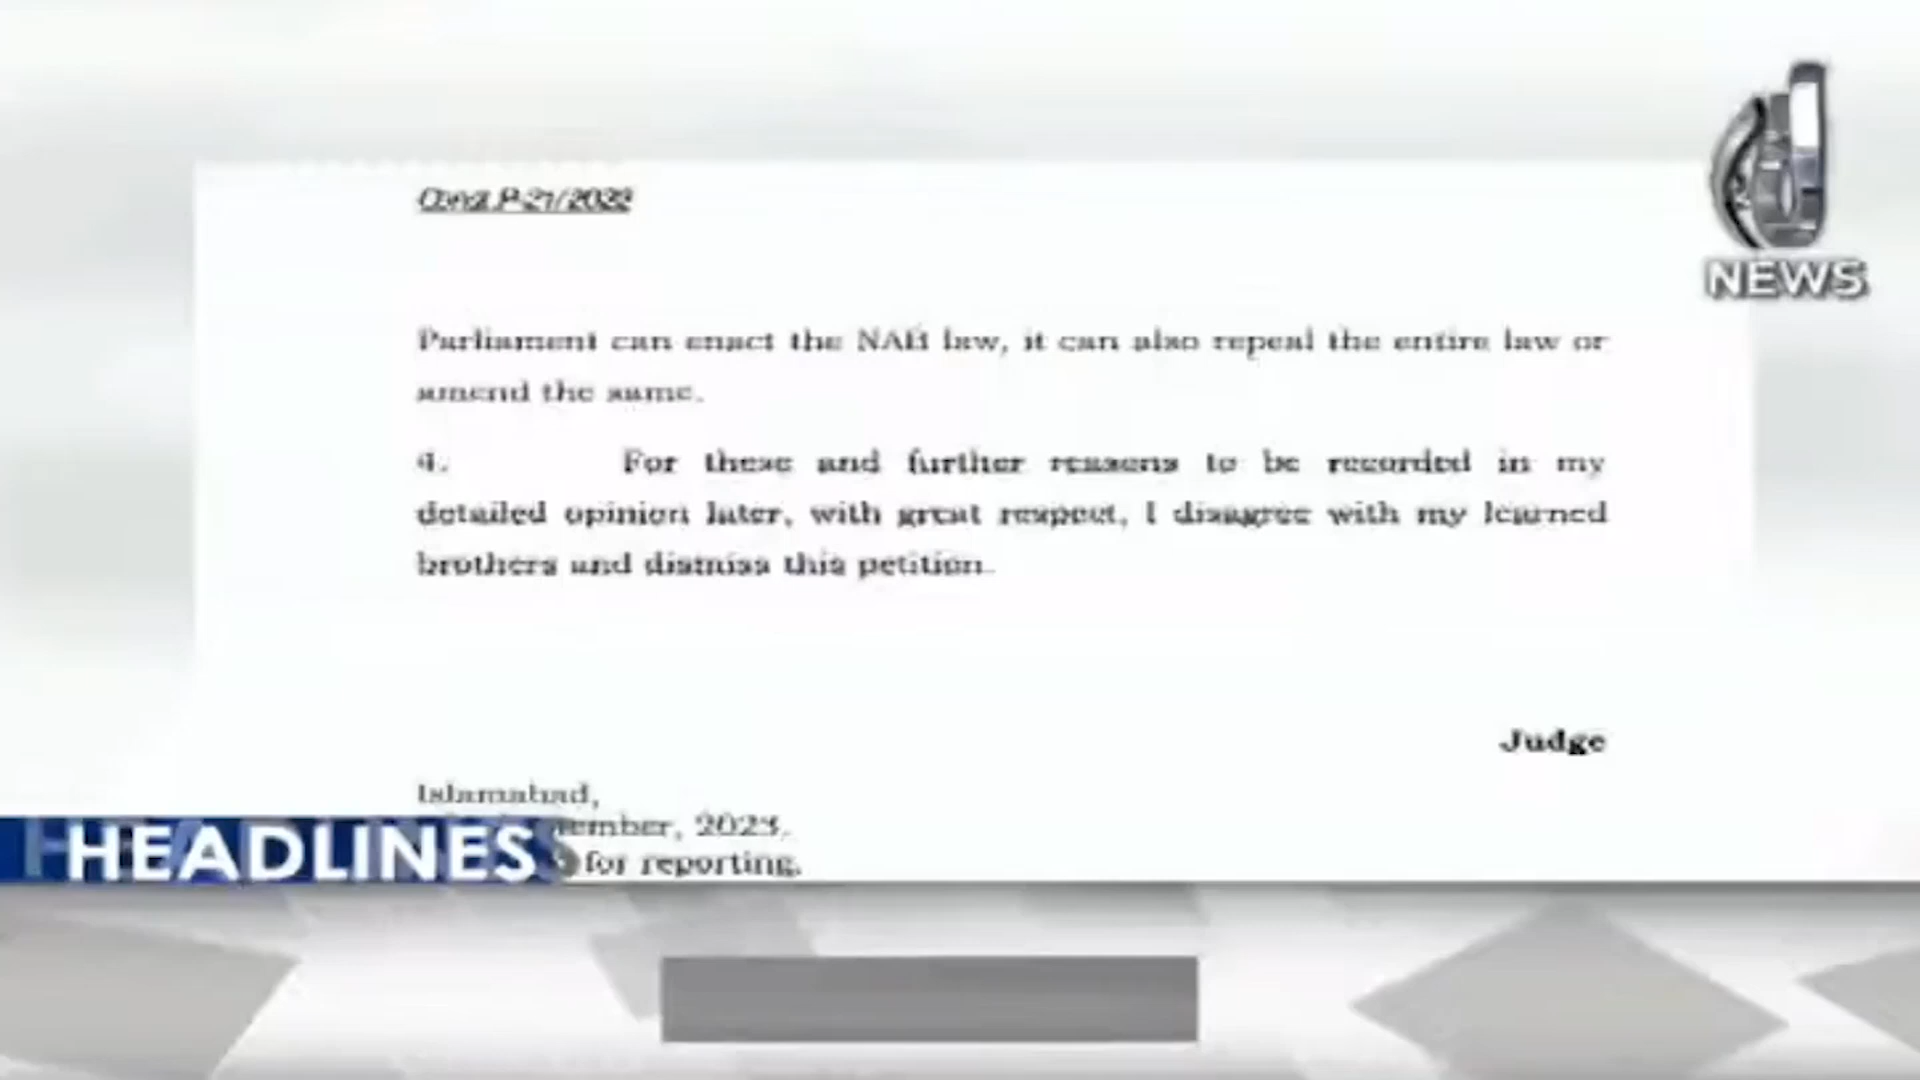 NEWS
Const.P-21/2022
Parliament can enact the NAB law, it can also repeal the entire law or
amend the same.
4. For these and further reasons to be recorded in my
detailed opinion later, with great respect, I disagree with my learned
brothers and dismiss this petition.
Judge
Islamabad,
ember, 2023.
for reporting.
HEADLINES